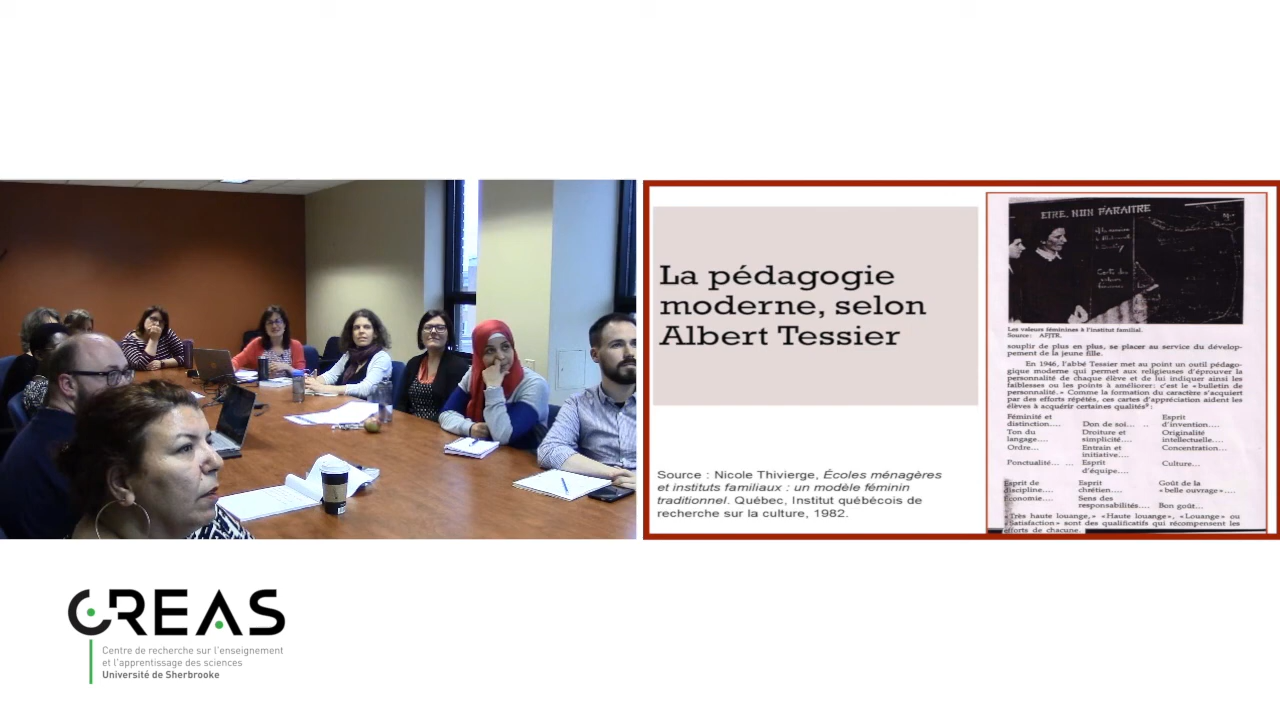 La pédagogie
moderne, selon
Albert Tessier
Source : Nicole Thivierge, Écoles ménagères
et instituts familiaux : un modèle féminin
traditionnel. Québec, Institut québécois de
recherche sur la culture, 1982.
ETRE, NON PARAITRE
Les valeurs féminines à l'institut familial.
Source: AFJTR.
souplir de plus en plus, se placer au service du dévelop-
pement de la jeune fille.
En 1946, l'abbé Tessier met au point un outil pédago-
gique moderne qui permet aux religieuses d'éprouver la
personnalité de chaque élève et de lui indiquer ainsi les
faiblesses ou les points à améliorer: c'est le «bulletin de
personnalité.» Comme la formation du caractère s'acquiert
par des efforts répétés, ces cartes d'appréciation aident les
élèves à acquérir certaines qualités⁹:
Féminité et
distinction....
Don de soi... ..
Esprit
d'invention....
Ton du
langage....
Droiture et
simplicité....
Originalité
intellectuelle....
Ordre...
Entrain et
initiative....
Concentration...
Ponctualité... ...
Esprit
d'équipe....
Culture...
Esprit de
discipline....
Esprit
chrétien....
Goût de la
«belle ouvrage»....
Économie....
Sens des
responsabilités....
Bon goût...
«Très haute louange,» «Haute louange», «Louange» ou
«Satisfaction» sont des qualificatifs qui récompensent les
efforts de chacune.
CREAS
Centre de recherche sur l'enseignement
et l'apprentissage des sciences
Université de Sherbrooke